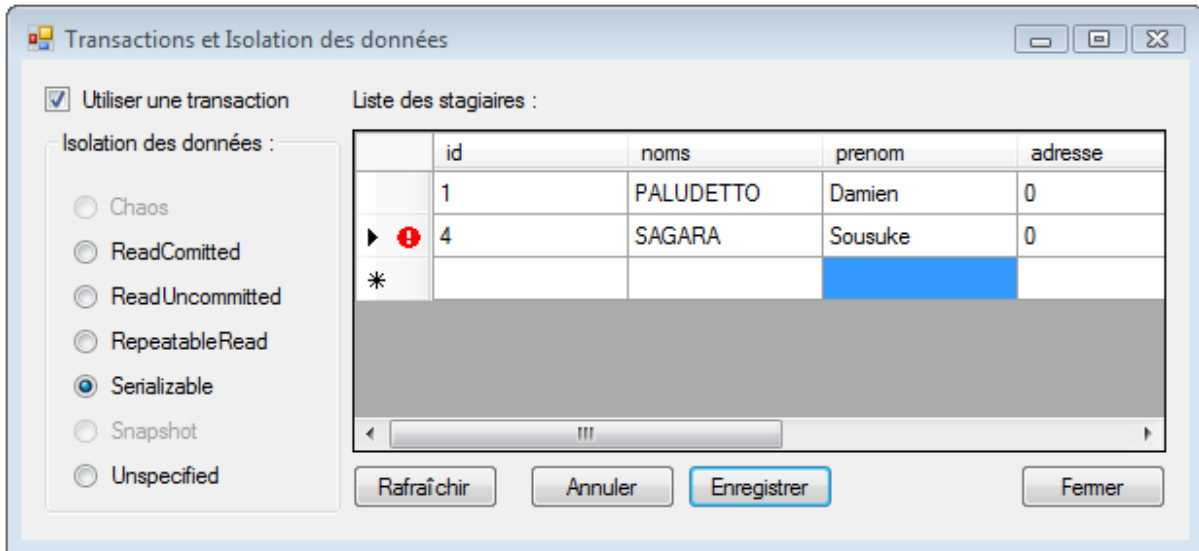 Transactions et Isolation des données
Utiliser une transaction
Liste des stagiaires :
Isolation des données :
Chaos
ReadComitted
ReadUncommitted
RepeatableRead
Serializable
Snapshot
Unspecified
id noms prenom adresse
1 PALUDETTO Damien 0
4 SAGARA Sousuke 0
Rafraîchir Annuler Enregistrer Fermer